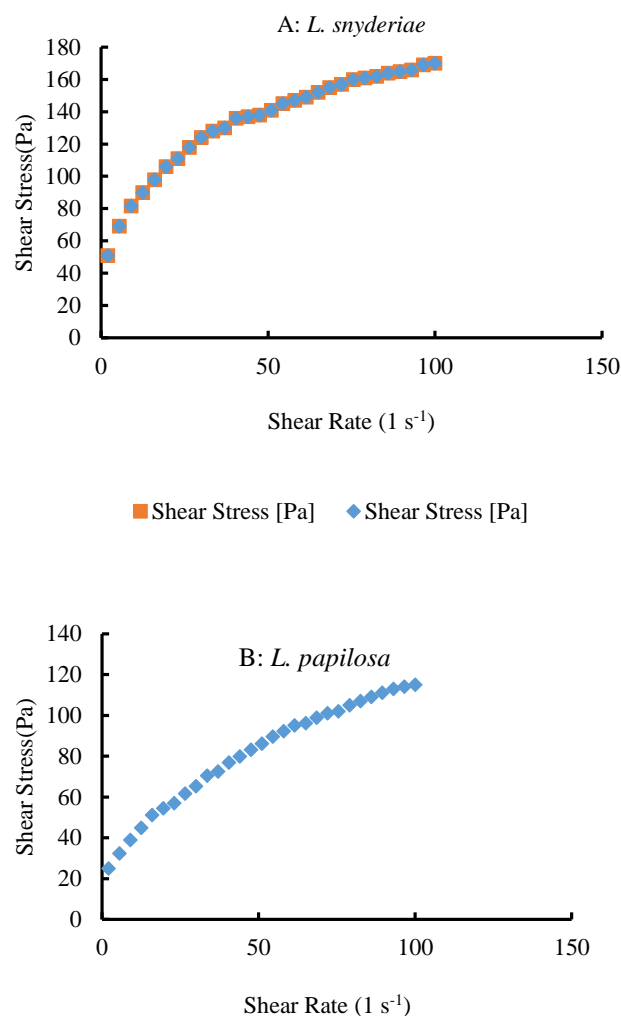 A: L. snyderiae
180
160
140
120
100
80
60
40
20
0
Shear Stress(Pa)
0 50 100 150
Shear Rate (1 s-1)
Shear Stress [Pa] Shear Stress [Pa]
B: L. papilosa
140
120
100
80
60
40
20
0
Shear Stress(Pa)
0 50 100 150
Shear Rate (1 s-1)